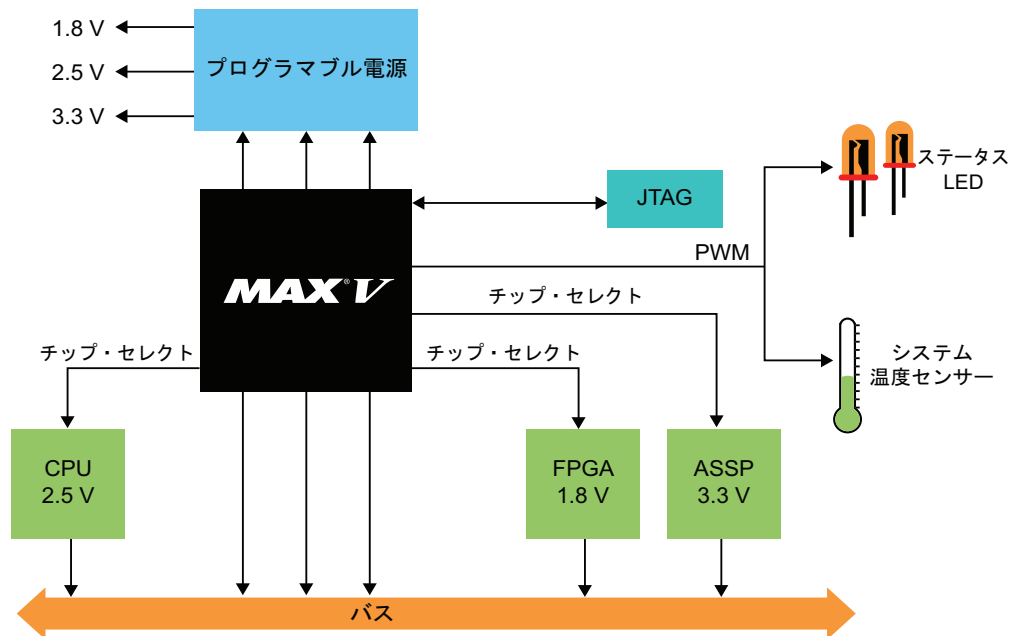 1.8 V
2.5 V
3.3 V
プログラマブル電源
ステータス
LED
JTAG
PWM
MAX® V
チップ・セレクト
チップ・セレクト
チップ・セレクト
システム
温度センサー
CPU
2.5 V
FPGA
1.8 V
ASSP
3.3 V
バス